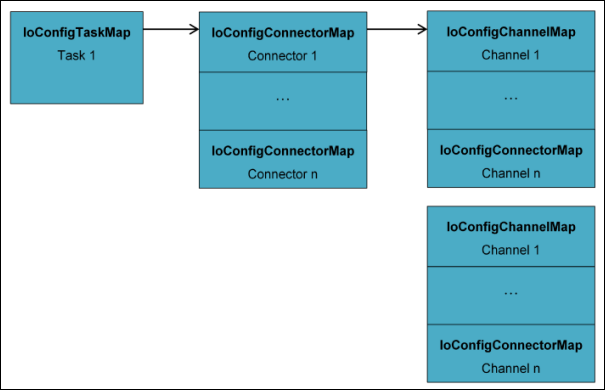 IoConfigTaskMap
Task 1
IoConfigConnectorMap
Connector 1
...
IoConfigConnectorMap
Connector n
IoConfigChannelMap
Channel 1
...
IoConfigConnectorMap
Channel n
IoConfigChannelMap
Channel 1
...
IoConfigConnectorMap
Channel n